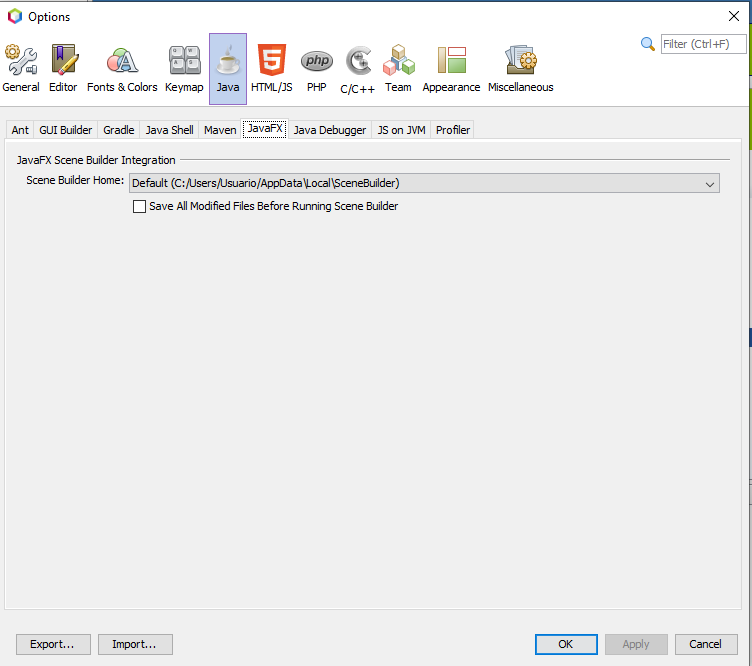 Options
Filter (Ctrl+F)
General Editor Fonts & Colors Keymap Java HTML/JS PHP C/C++ Team Appearance Miscellaneous
Ant GUI Builder Gradle Java Shell Maven JavaFX Java Debugger JS on JVM Profiler
JavaFX Scene Builder Integration
Scene Builder Home: Default (C:/Users/Usuario/AppData\Local\SceneBuilder)
Save All Modified Files Before Running Scene Builder
Export... Import... OK Apply Cancel